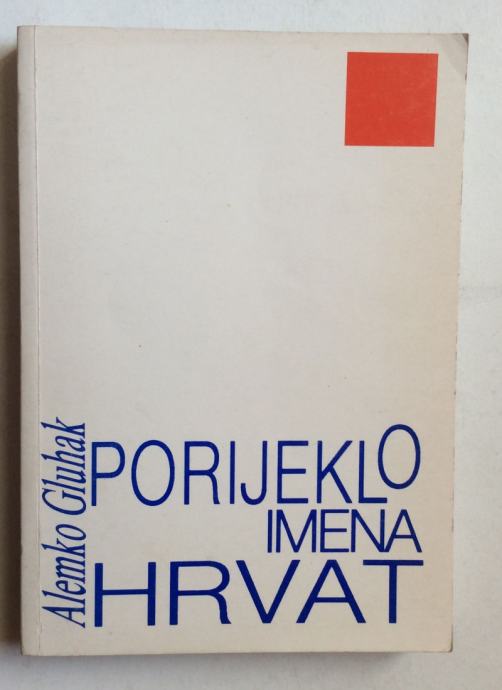 Alemko Gluhak
PORIJEKLO
IMENA
HRVAT